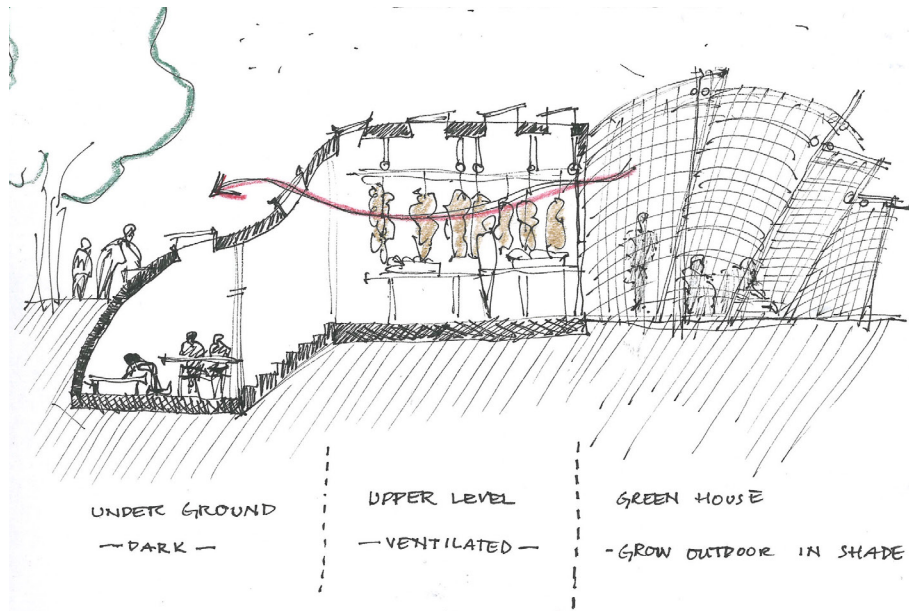 UNDER GROUND
- DARK -
UPPER LEVEL
- VENTILATED -
GREEN HOUSE
- GROW OUTDOOR IN SHADE